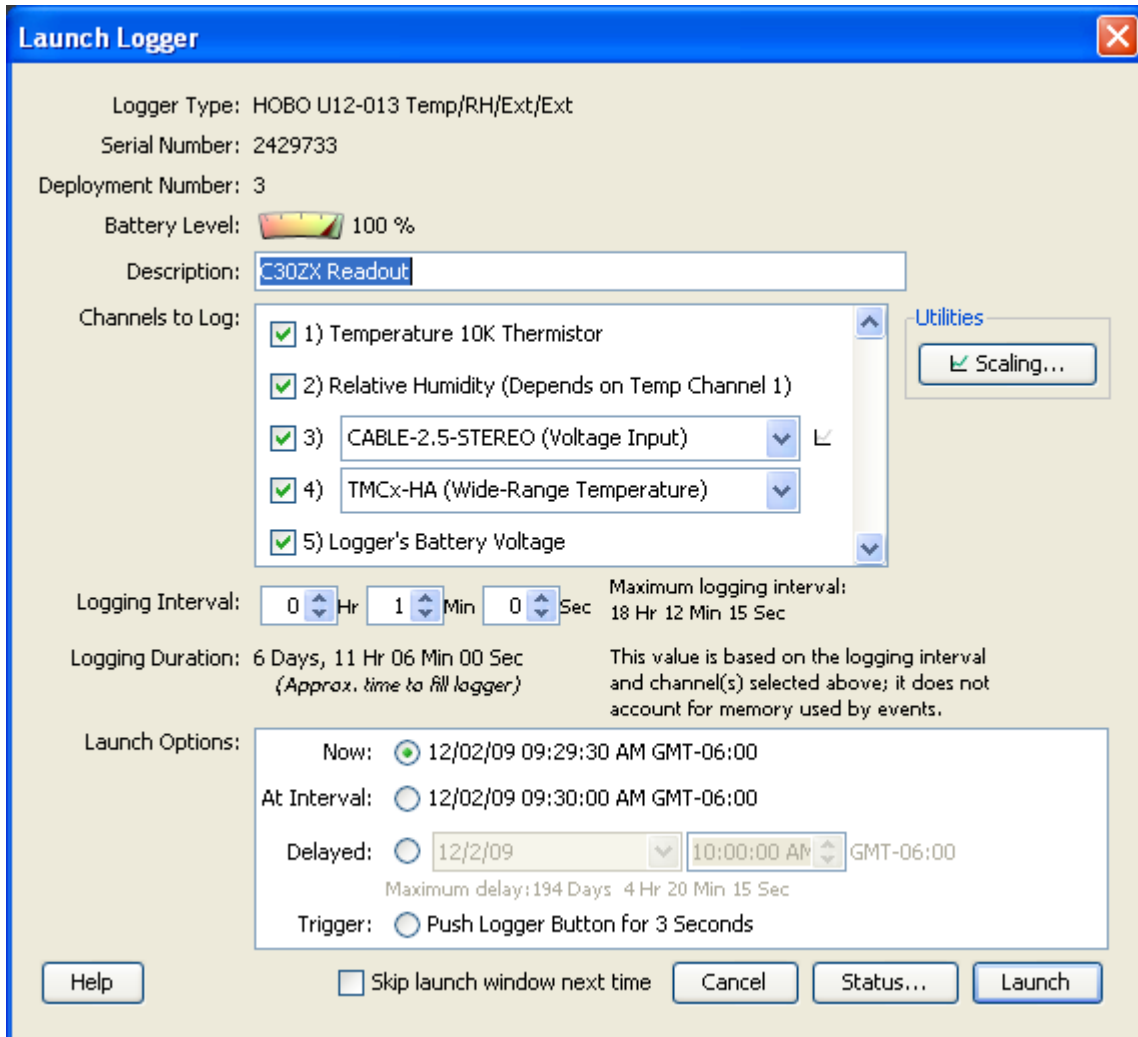 Launch Logger
Logger Type: HOBO U12-013 Temp/RH/Ext/Ext
Serial Number: 2429733
Deployment Number: 3
Battery Level: 100 %
Description: C30ZX Readout
Channels to Log:
1) Temperature 10K Thermistor
2) Relative Humidity (Depends on Temp Channel 1)
3) CABLE-2.5-STEREO (Voltage Input)
4) TMCx-HA (Wide-Range Temperature)
5) Logger's Battery Voltage
Utilities
Scaling...
Logging Interval: 0 Hr 1 Min 0 Sec
Maximum logging interval:
18 Hr 12 Min 15 Sec
Logging Duration: 6 Days, 11 Hr 06 Min 00 Sec
(Approx. time to fill logger)
This value is based on the logging interval
and channel(s) selected above; it does not
account for memory used by events.
Launch Options:
Now: 12/02/09 09:29:30 AM GMT-06:00
At Interval: 12/02/09 09:30:00 AM GMT-06:00
Delayed: 12/2/09 10:00:00 AM GMT-06:00
Maximum delay:194 Days 4 Hr 20 Min 15 Sec
Trigger: Push Logger Button for 3 Seconds
Help
Skip launch window next time
Cancel
Status...
Launch